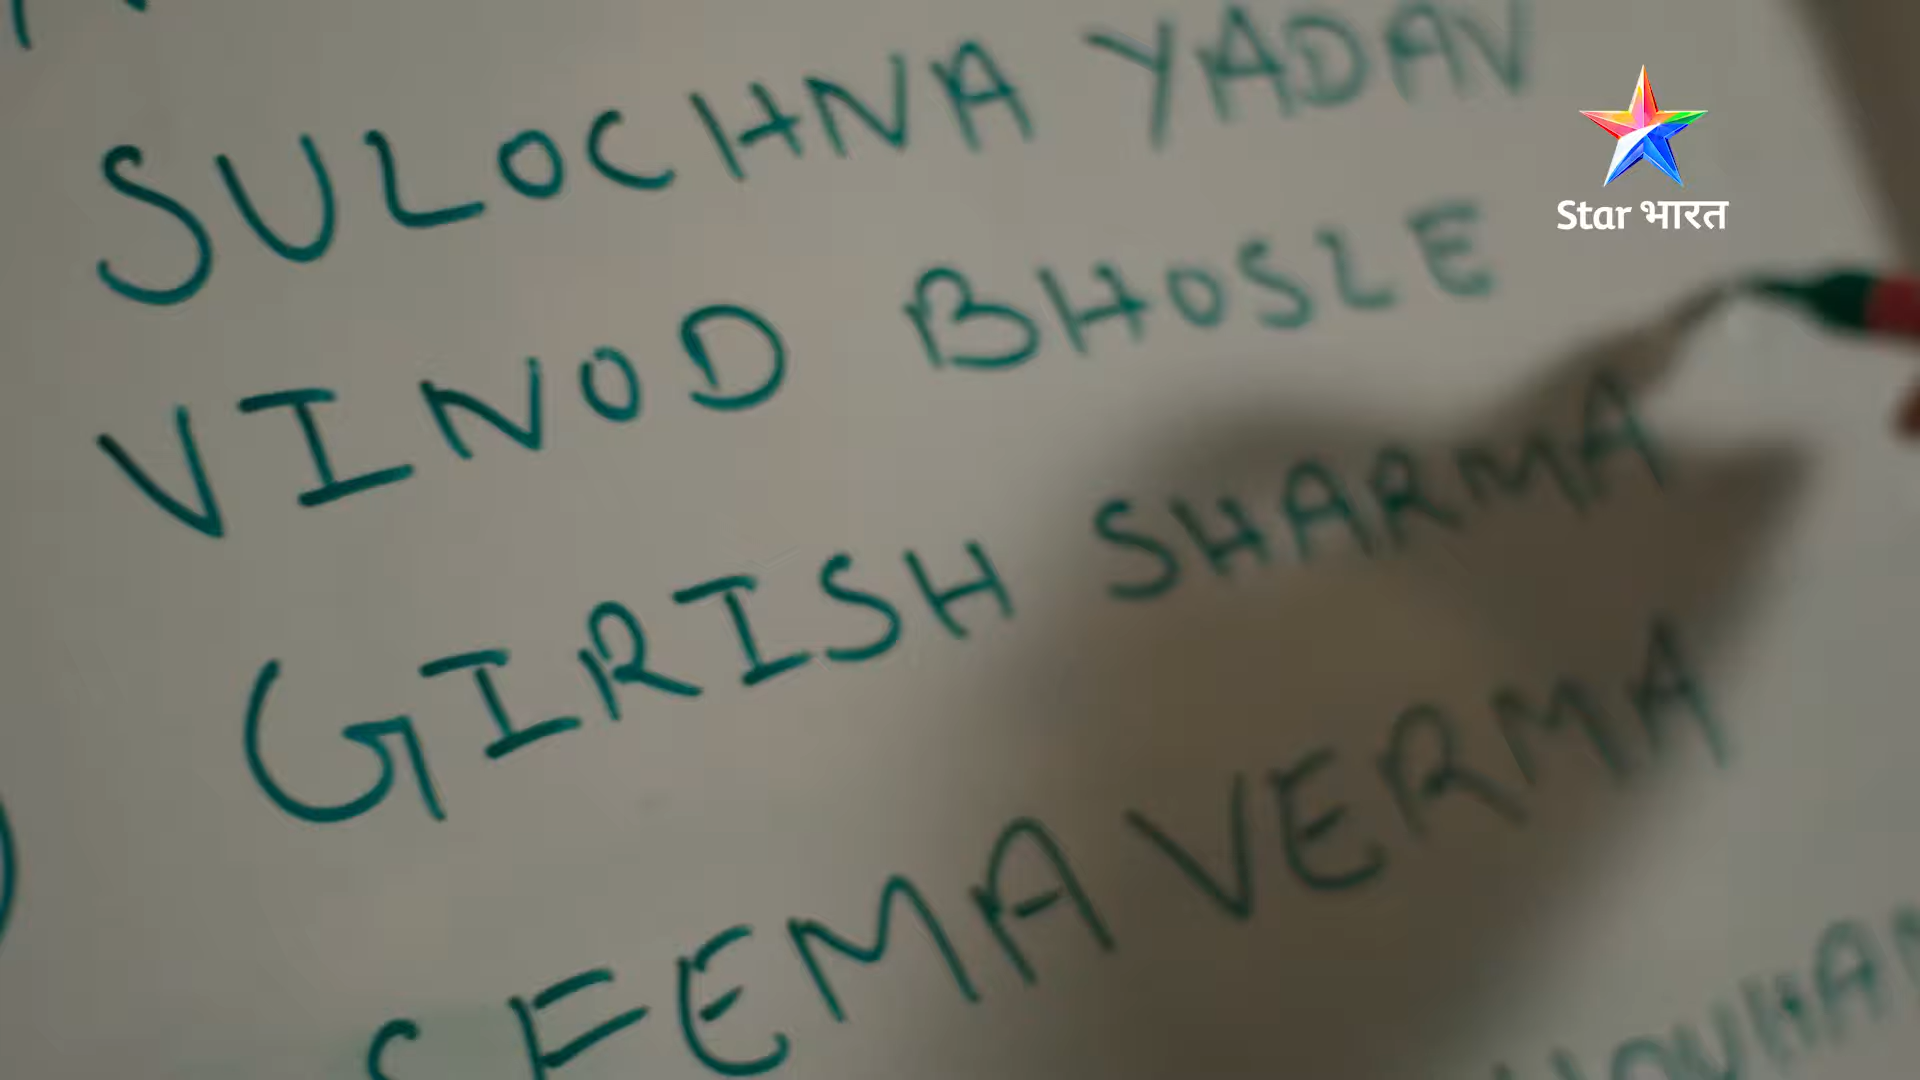 SULOCHNA YADAV
Star भारत
VINOD BHOSLE
GIRISH SHARMA
SEEMA VERMA